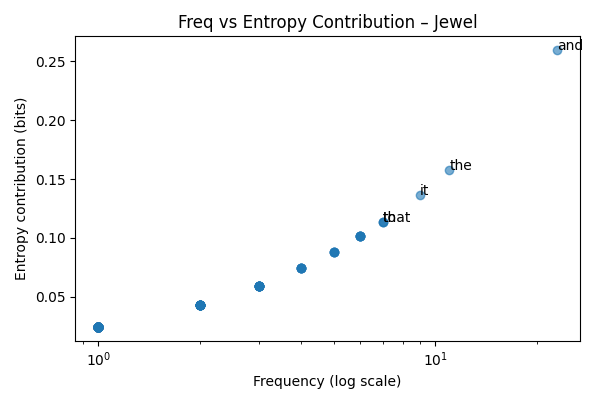 Freq vs Entropy Contribution – Jewel
Entropy contribution (bits)
0.25
0.20
0.15
0.10
0.05
and
the
it
to
that
10⁰
10¹
Frequency (log scale)